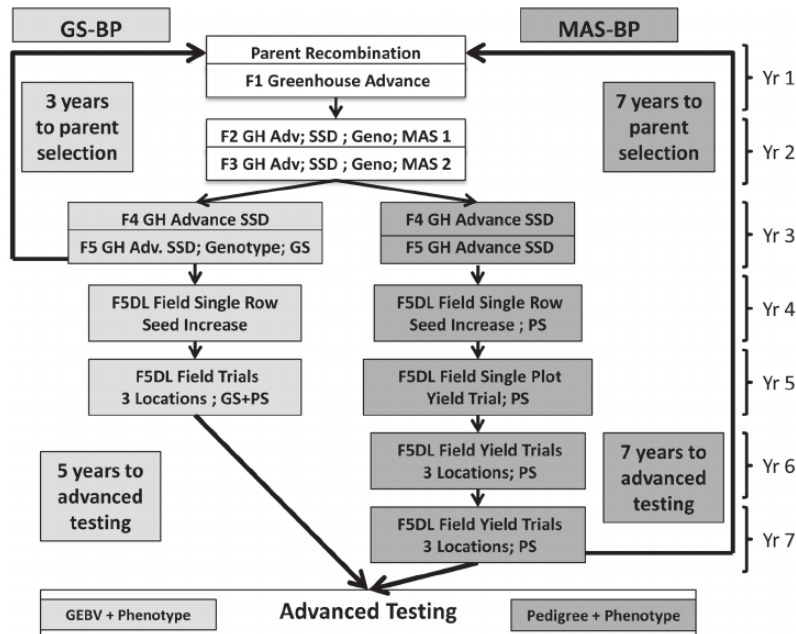 GS-BP
MAS-BP
Parent Recombination
F1 Greenhouse Advance
Yr 1
3 years
to parent
selection
7 years
to parent
selection
F2 GH Adv; SSD ; Geno; MAS 1
F3 GH Adv; SSD ; Geno; MAS 2
Yr 2
F4 GH Advance SSD
F5 GH Adv. SSD; Genotype; GS
F4 GH Advance SSD
F5 GH Advance SSD
Yr 3
F5DL Field Single Row
Seed Increase
F5DL Field Single Row
Seed Increase ; PS
Yr 4
F5DL Field Trials
3 Locations ; GS+PS
F5DL Field Single Plot
Yield Trial; PS
Yr 5
5 years to
advanced
testing
F5DL Field Yield Trials
3 Locations; PS
7 years to
advanced
testing
Yr 6
F5DL Field Yield Trials
3 Locations; PS
Yr 7
GEBV + Phenotype
Advanced Testing
Pedigree + Phenotype